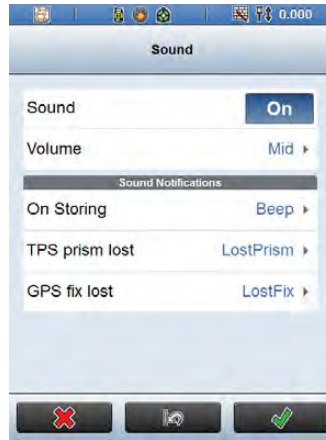 0.000
Sound
Sound On
Volume Mid
Sound Notifications
On Storing Beep
TPS prism lost LostPrism
GPS fix lost LostFix